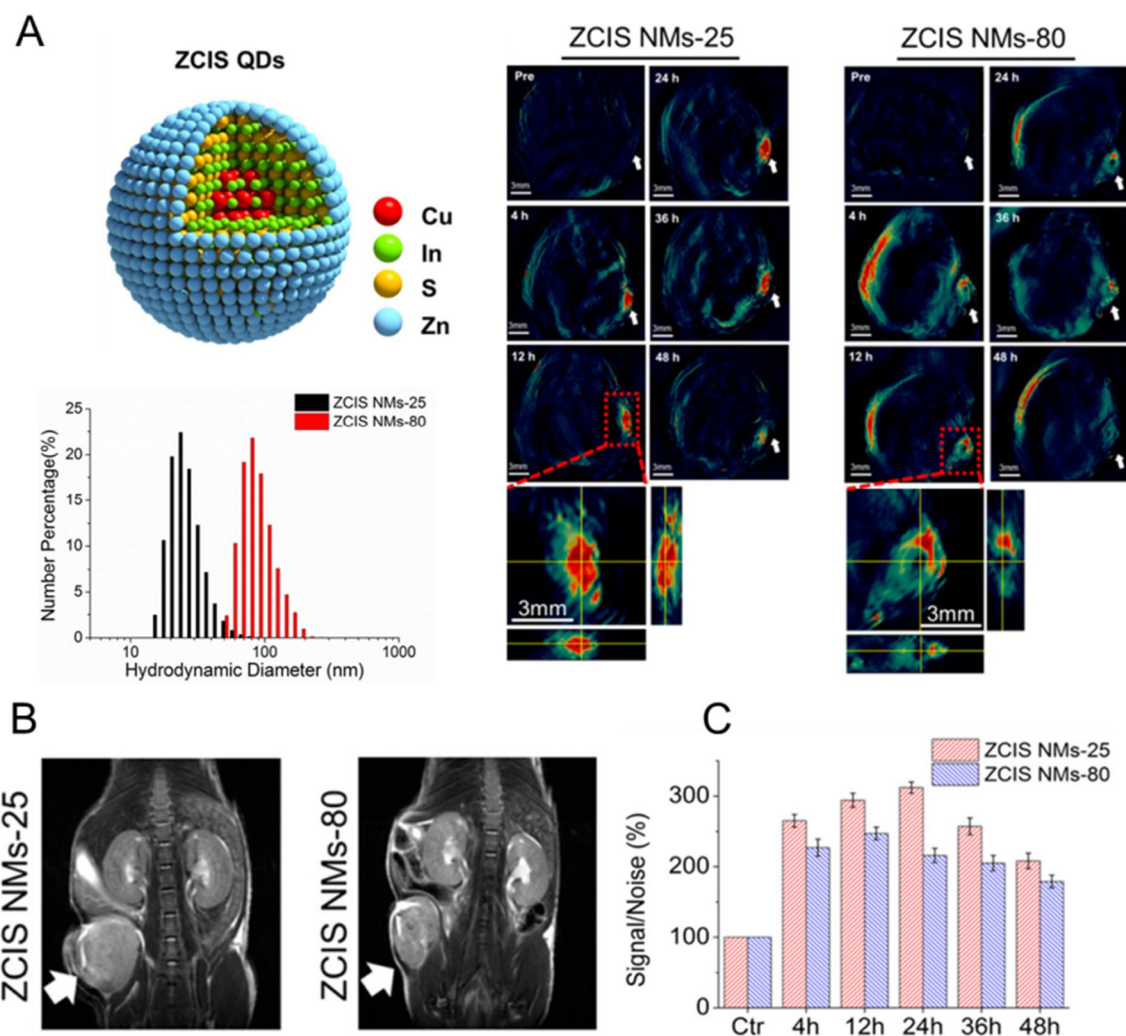 A
ZCIS QDs
Cu
In
S
Zn
25
20
15
10
5
0
Number Percentage(%)
ZCIS NMs-25
ZCIS NMs-80
10 100 1000
Hydrodynamic Diameter (nm)
ZCIS NMs-25
Pre
3mm
24 h
3mm
4 h
3mm
36 h
3mm
12 h
3mm
48 h
3mm
3mm
ZCIS NMs-80
Pre
3mm
24 h
3mm
4 h
3mm
36 h
3mm
12 h
3mm
48 h
3mm
3mm
B
ZCIS NMs-25
ZCIS NMs-80
C
ZCIS NMs-25
ZCIS NMs-80
Signal/Noise (%)
300
200
100
0
Ctr 4h 12h 24h 36h 48h